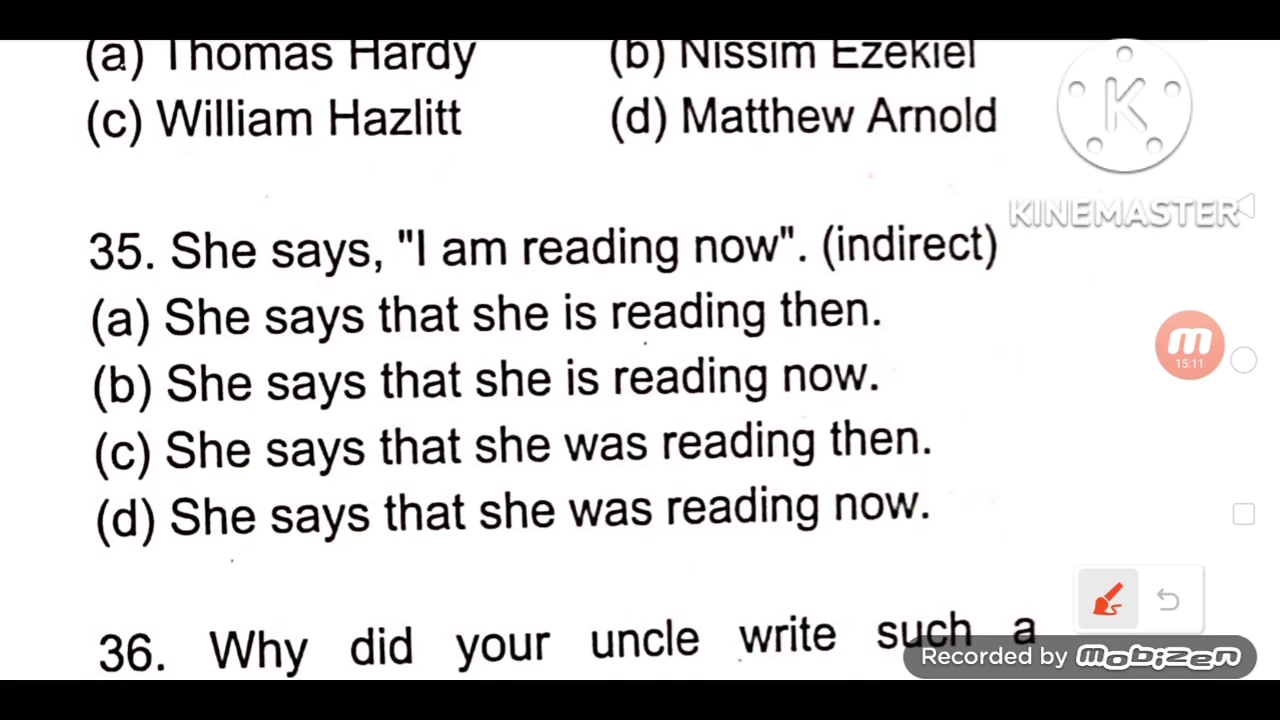 (a) Thomas Hardy (b) Nissim Ezekiel
(c) William Hazlitt (d) Matthew Arnold
K
KINEMASTER
35. She says, "I am reading now". (indirect)
(a) She says that she is reading then.
(b) She says that she is reading now.
(c) She says that she was reading then.
(d) She says that she was reading now.
m
15:11
36. Why did your uncle write such a
Recorded by mobizen